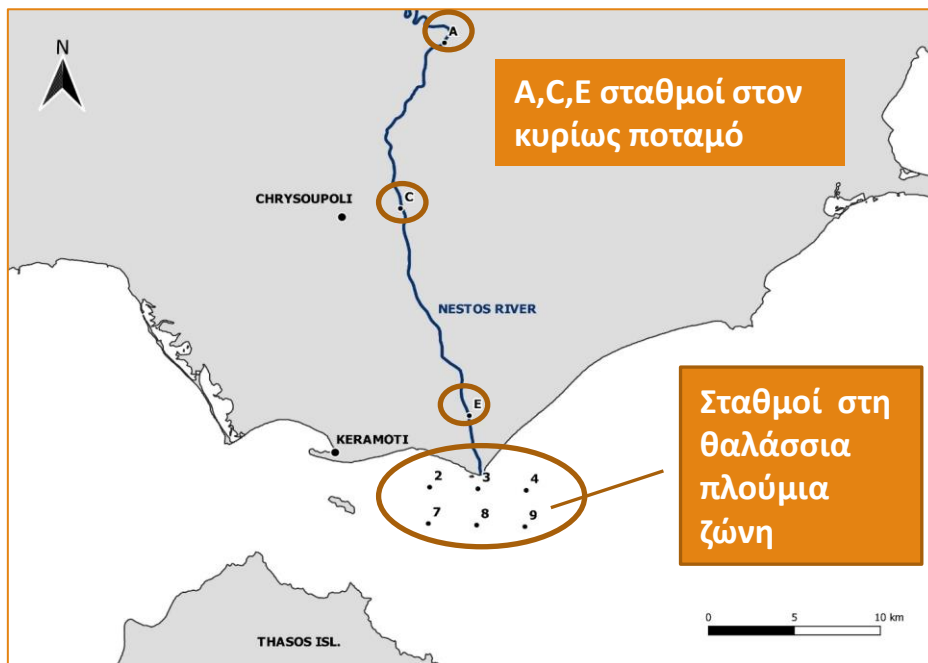 A
N
A,C,E σταθμοί στον
κυρίως ποταμό
CHRYSOUPOLI
C
NESTOS RIVER
E
Σταθμοί στη
θαλάσσια
πλούμια
ζώνη
KERAMOTI
2
3
4
7
8
9
0
5
10 km
THASOS ISL.